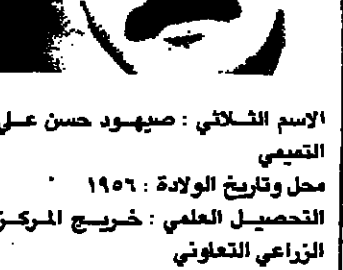 الاسم الثلاثي : صيهود حسن علي
التميمي
محل وتاريخ الولادة : ١٩٥٦
التحصيل العلمي : خريج المركز
الزراعي التعاوني